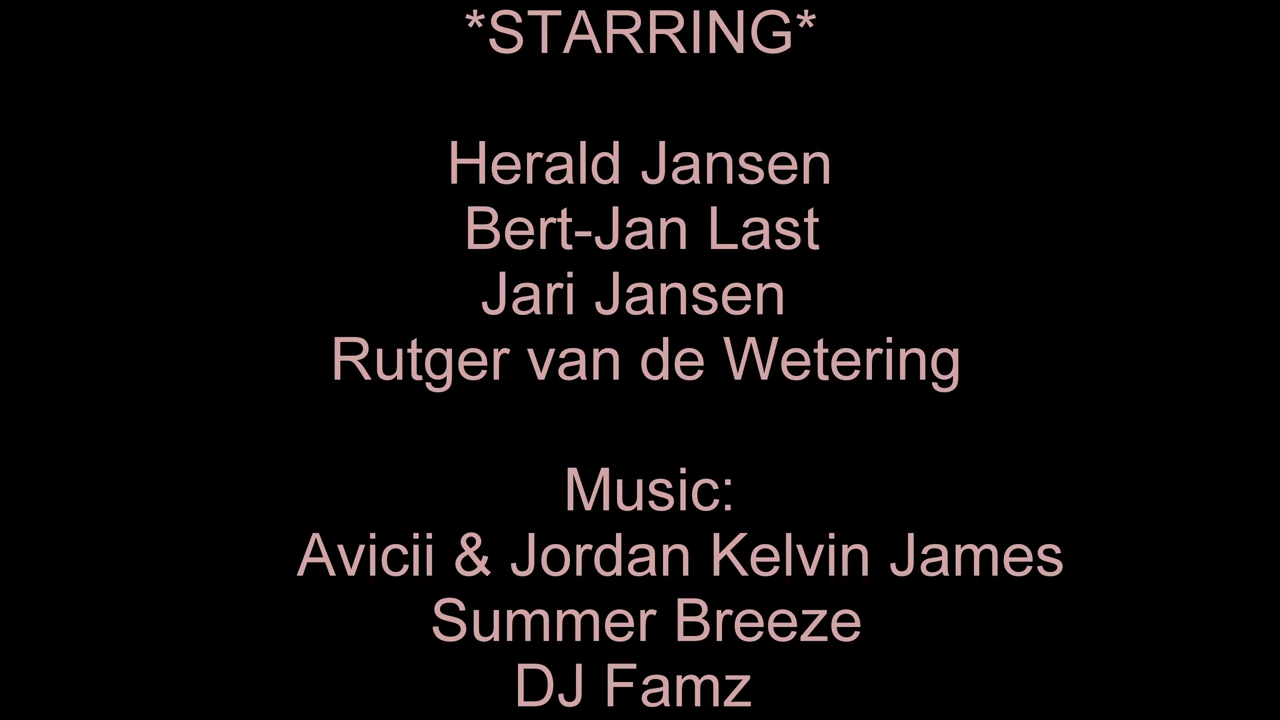 *STARRING*
Herald Jansen
Bert-Jan Last
Jari Jansen
Rutger van de Wetering
Music:
Avicii & Jordan Kelvin James
Summer Breeze
DJ Famz